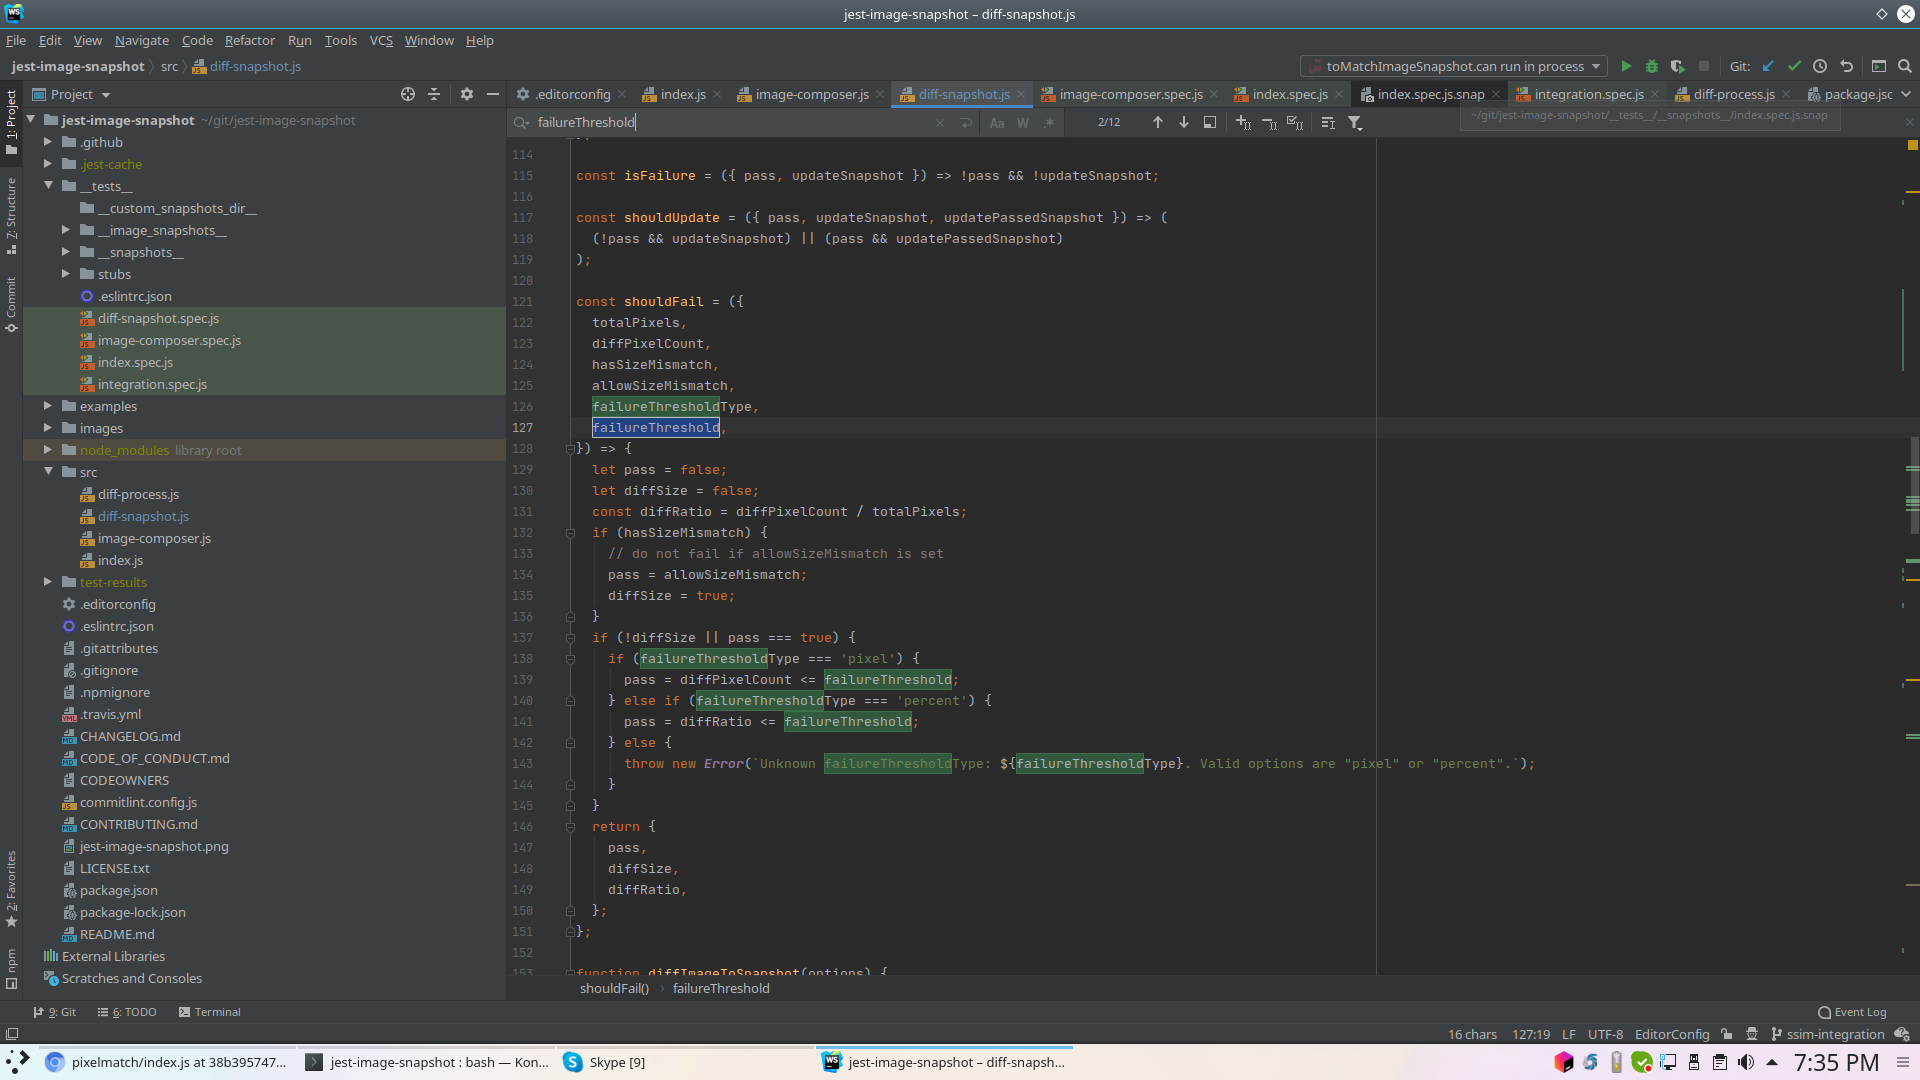 jest-image-snapshot – diff-snapshot.js
File Edit View Navigate Code Refactor Run Tools VCS Window Help
jest-image-snapshot src diff-snapshot.js
toMatchImageSnapshot.can run in process
Git:
1: Project
7: Structure
Commit
2: Favorites
npm
Project
jest-image-snapshot ~/git/jest-image-snapshot
.github
.jest-cache
__tests__
__custom_snapshots_dir__
__image_snapshots__
__snapshots__
stubs
.eslintrc.json
diff-snapshot.spec.js
image-composer.spec.js
index.spec.js
integration.spec.js
examples
images
node_modules library root
src
diff-process.js
diff-snapshot.js
image-composer.js
index.js
test-results
.editorconfig
.eslintrc.json
.gitattributes
.gitignore
.npmignore
.travis.yml
CHANGELOG.md
CODE_OF_CONDUCT.md
CODEOWNERS
commitlint.config.js
CONTRIBUTING.md
jest-image-snapshot.png
LICENSE.txt
package.json
package-lock.json
README.md
External Libraries
Scratches and Consoles
.editorconfig index.js image-composer.js diff-snapshot.js image-composer.spec.js index.spec.js index.spec.js.snap integration.spec.js diff-process.js package.jsc
failureThreshold Aa W .* 2/12
~/git/jest-image-snapshot/__tests__/__snapshots__/index.spec.js.snap
114
115 const isFailure = ({ pass, updateSnapshot }) => !pass && !updateSnapshot;
116
117 const shouldUpdate = ({ pass, updateSnapshot, updatePassedSnapshot }) => (
118 (!pass && updateSnapshot) || (pass && updatePassedSnapshot)
119 );
120
121 const shouldFail = ({
122 totalPixels,
123 diffPixelCount,
124 hasSizeMismatch,
125 allowSizeMismatch,
126 failureThresholdType,
127 failureThreshold,
128 }) => {
129 let pass = false;
130 let diffSize = false;
131 const diffRatio = diffPixelCount / totalPixels;
132 if (hasSizeMismatch) {
133 // do not fail if allowSizeMismatch is set
134 pass = allowSizeMismatch;
135 diffSize = true;
136 }
137 if (!diffSize || pass === true) {
138 if (failureThresholdType === 'pixel') {
139 pass = diffPixelCount <= failureThreshold;
140 } else if (failureThresholdType === 'percent') {
141 pass = diffRatio <= failureThreshold;
142 } else {
143 throw new Error(`Unknown failureThresholdType: ${failureThresholdType}. Valid options are "pixel" or "percent".`);
144 }
145 }
146 return {
147 pass,
148 diffSize,
149 diffRatio,
150 };
151 };
152
153 function diffImageToSnapshot(options) {
shouldFail() failureThreshold
9: Git 6: TODO Terminal Event Log
16 chars 127:19 LF UTF-8 EditorConfig ssim-integration
pixelmatch/index.js at 38b395747... jest-image-snapshot : bash — Kon... Skype [9] jest-image-snapshot – diff-snapsh... 7:35 PM